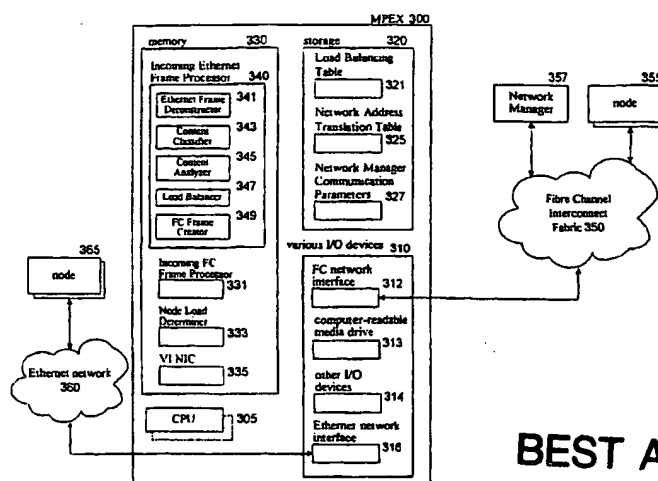 MPEX 300
memory 330
storage 320
Incoming Ethernet
Frame Processor 340
Ethernet Frame
Deconstructor
341
Content
Classifier
343
Content
Analyzer
345
Load Balancer
347
FC Frame
Creator
349
Incoming FC
Frame Processor
331
Node Load
Determiner
333
VI NIC
335
CPU
305
Load Balancing
Table
321
Network Address
Translation Table
325
Network Manager
Communication
Parameters
327
various I/O devices 310
FC network
interface
312
computer-readable
media drive
313
other I/O
devices
314
Ethernet network
interface
316
357
Network
Manager
355
node
Fibre Channel
Interconnect
Fabric 350
365
node
Ethernet network
360
BEST A